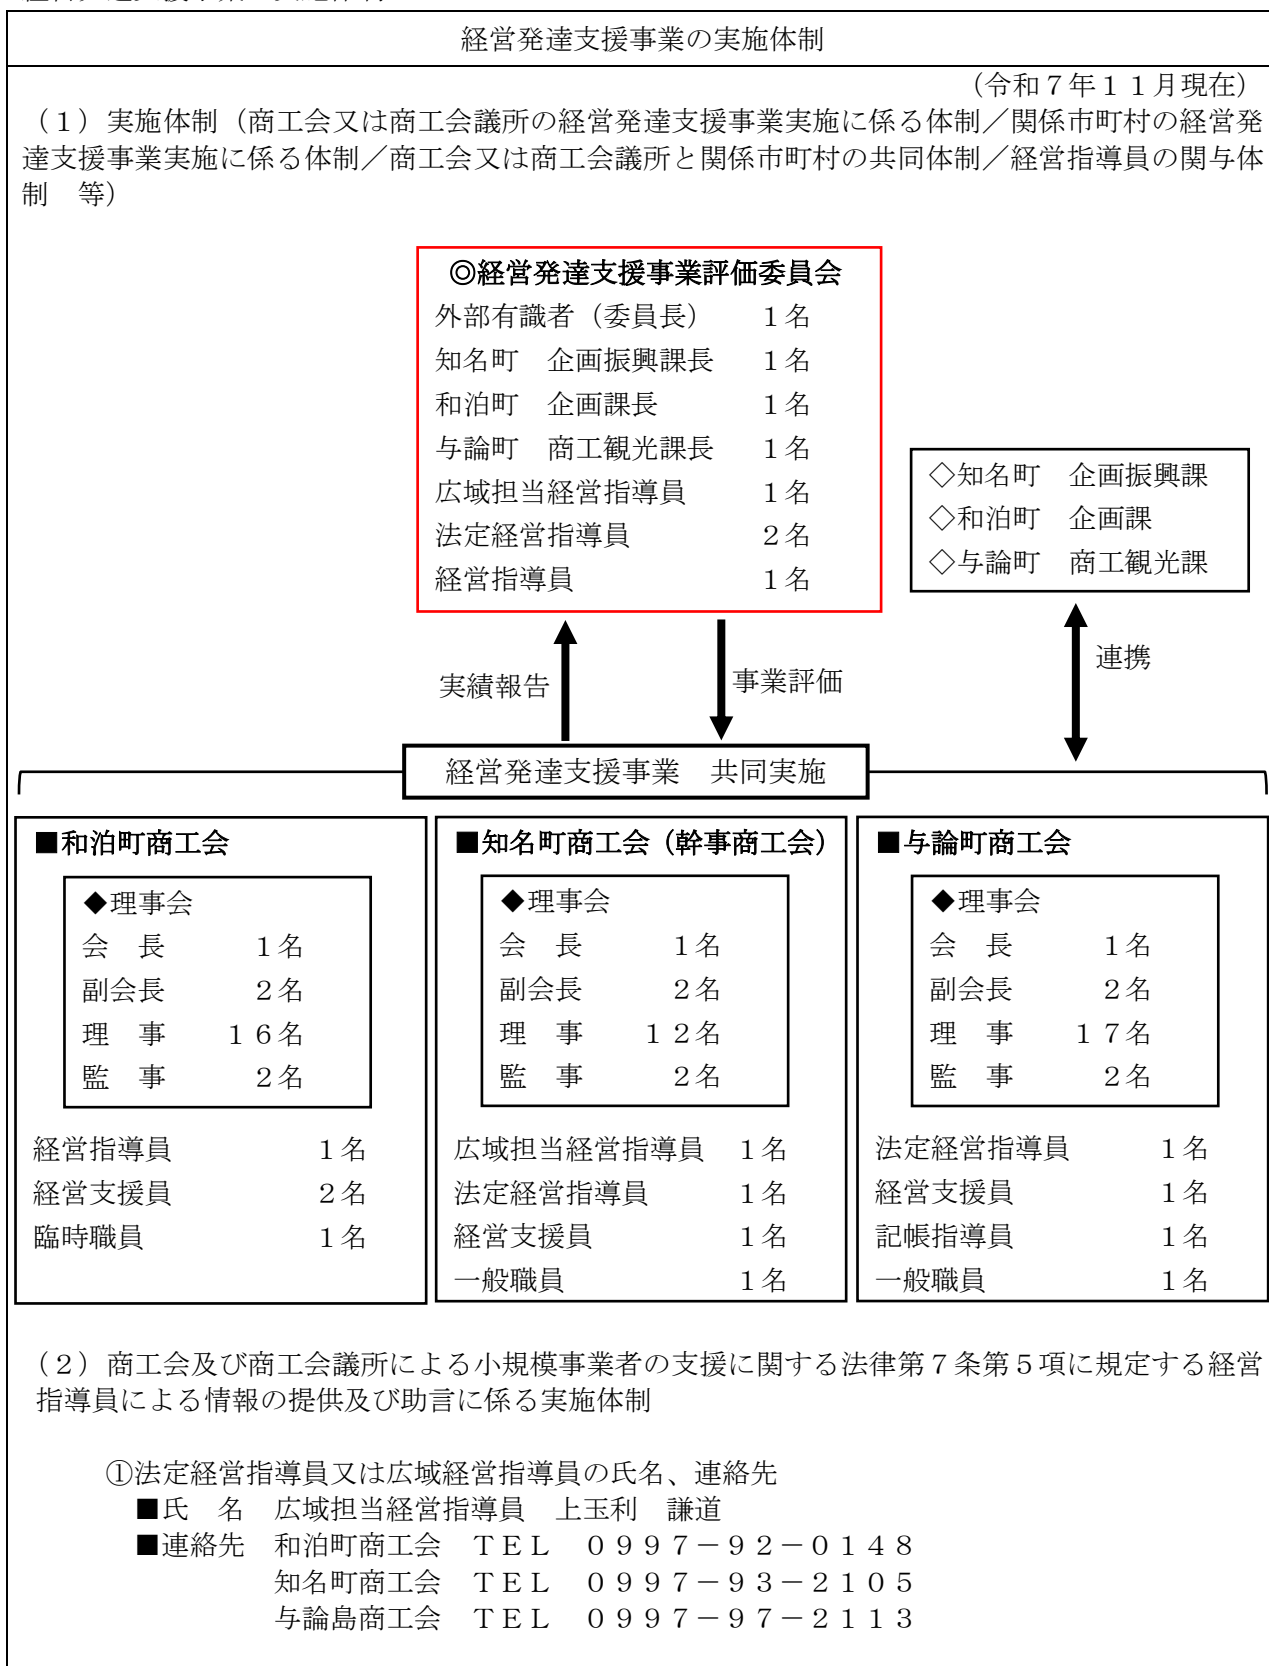 経営発達支援事業の実施体制
(令和7年11月現在)
(1)実施体制(商工会又は商工会議所の経営発達支援事業実施に係る体制/関係市町村の経営発
達支援事業実施に係る体制/商工会又は商工会議所と関係市町村の共同体制/経営指導員の関与体
制 等)
◎経営発達支援事業評価委員会
外部有識者(委員長) 1名
知名町 企画振興課長 1名
和泊町 企画課長 1名
与論町 商工観光課長 1名
広域担当経営指導員 1名
法定経営指導員 2名
経営指導員 1名
◇知名町 企画振興課
◇和泊町 企画課
◇与論町 商工観光課
実績報告
事業評価
連携
経営発達支援事業 共同実施
■和泊町商工会
◆理事会
会 長 1名
副会長 2名
理 事 16名
監 事 2名
経営指導員 1名
経営支援員 2名
臨時職員 1名
■知名町商工会(幹事商工会)
◆理事会
会 長 1名
副会長 2名
理 事 12名
監 事 2名
広域担当経営指導員 1名
法定経営指導員 1名
経営支援員 1名
一般職員 1名
■与論町商工会
◆理事会
会 長 1名
副会長 2名
理 事 17名
監 事 2名
法定経営指導員 1名
経営支援員 1名
記帳指導員 1名
一般職員 1名
(2)商工会及び商工会議所による小規模事業者の支援に関する法律第7条第5項に規定する経営
指導員による情報の提供及び助言に係る実施体制
①法定経営指導員又は広域経営指導員の氏名、連絡先
■氏 名 広域担当経営指導員 上玉利 謙道
■連絡先 和泊町商工会 TEL 0997-92-0148
知名町商工会 TEL 0997-93-2105
与論島商工会 TEL 0997-97-2113